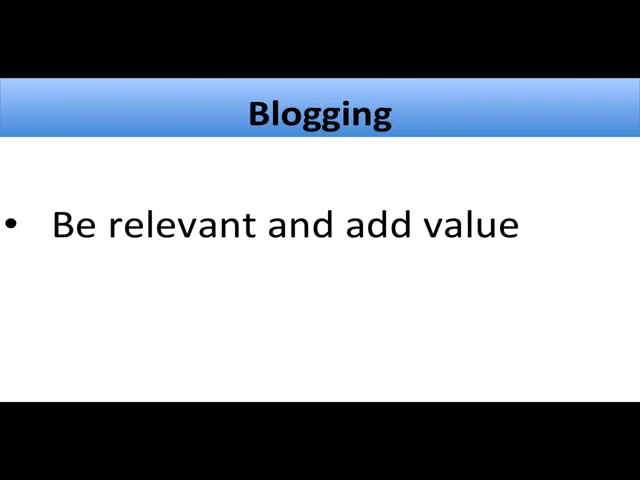 Blogging
• Be relevant and add value